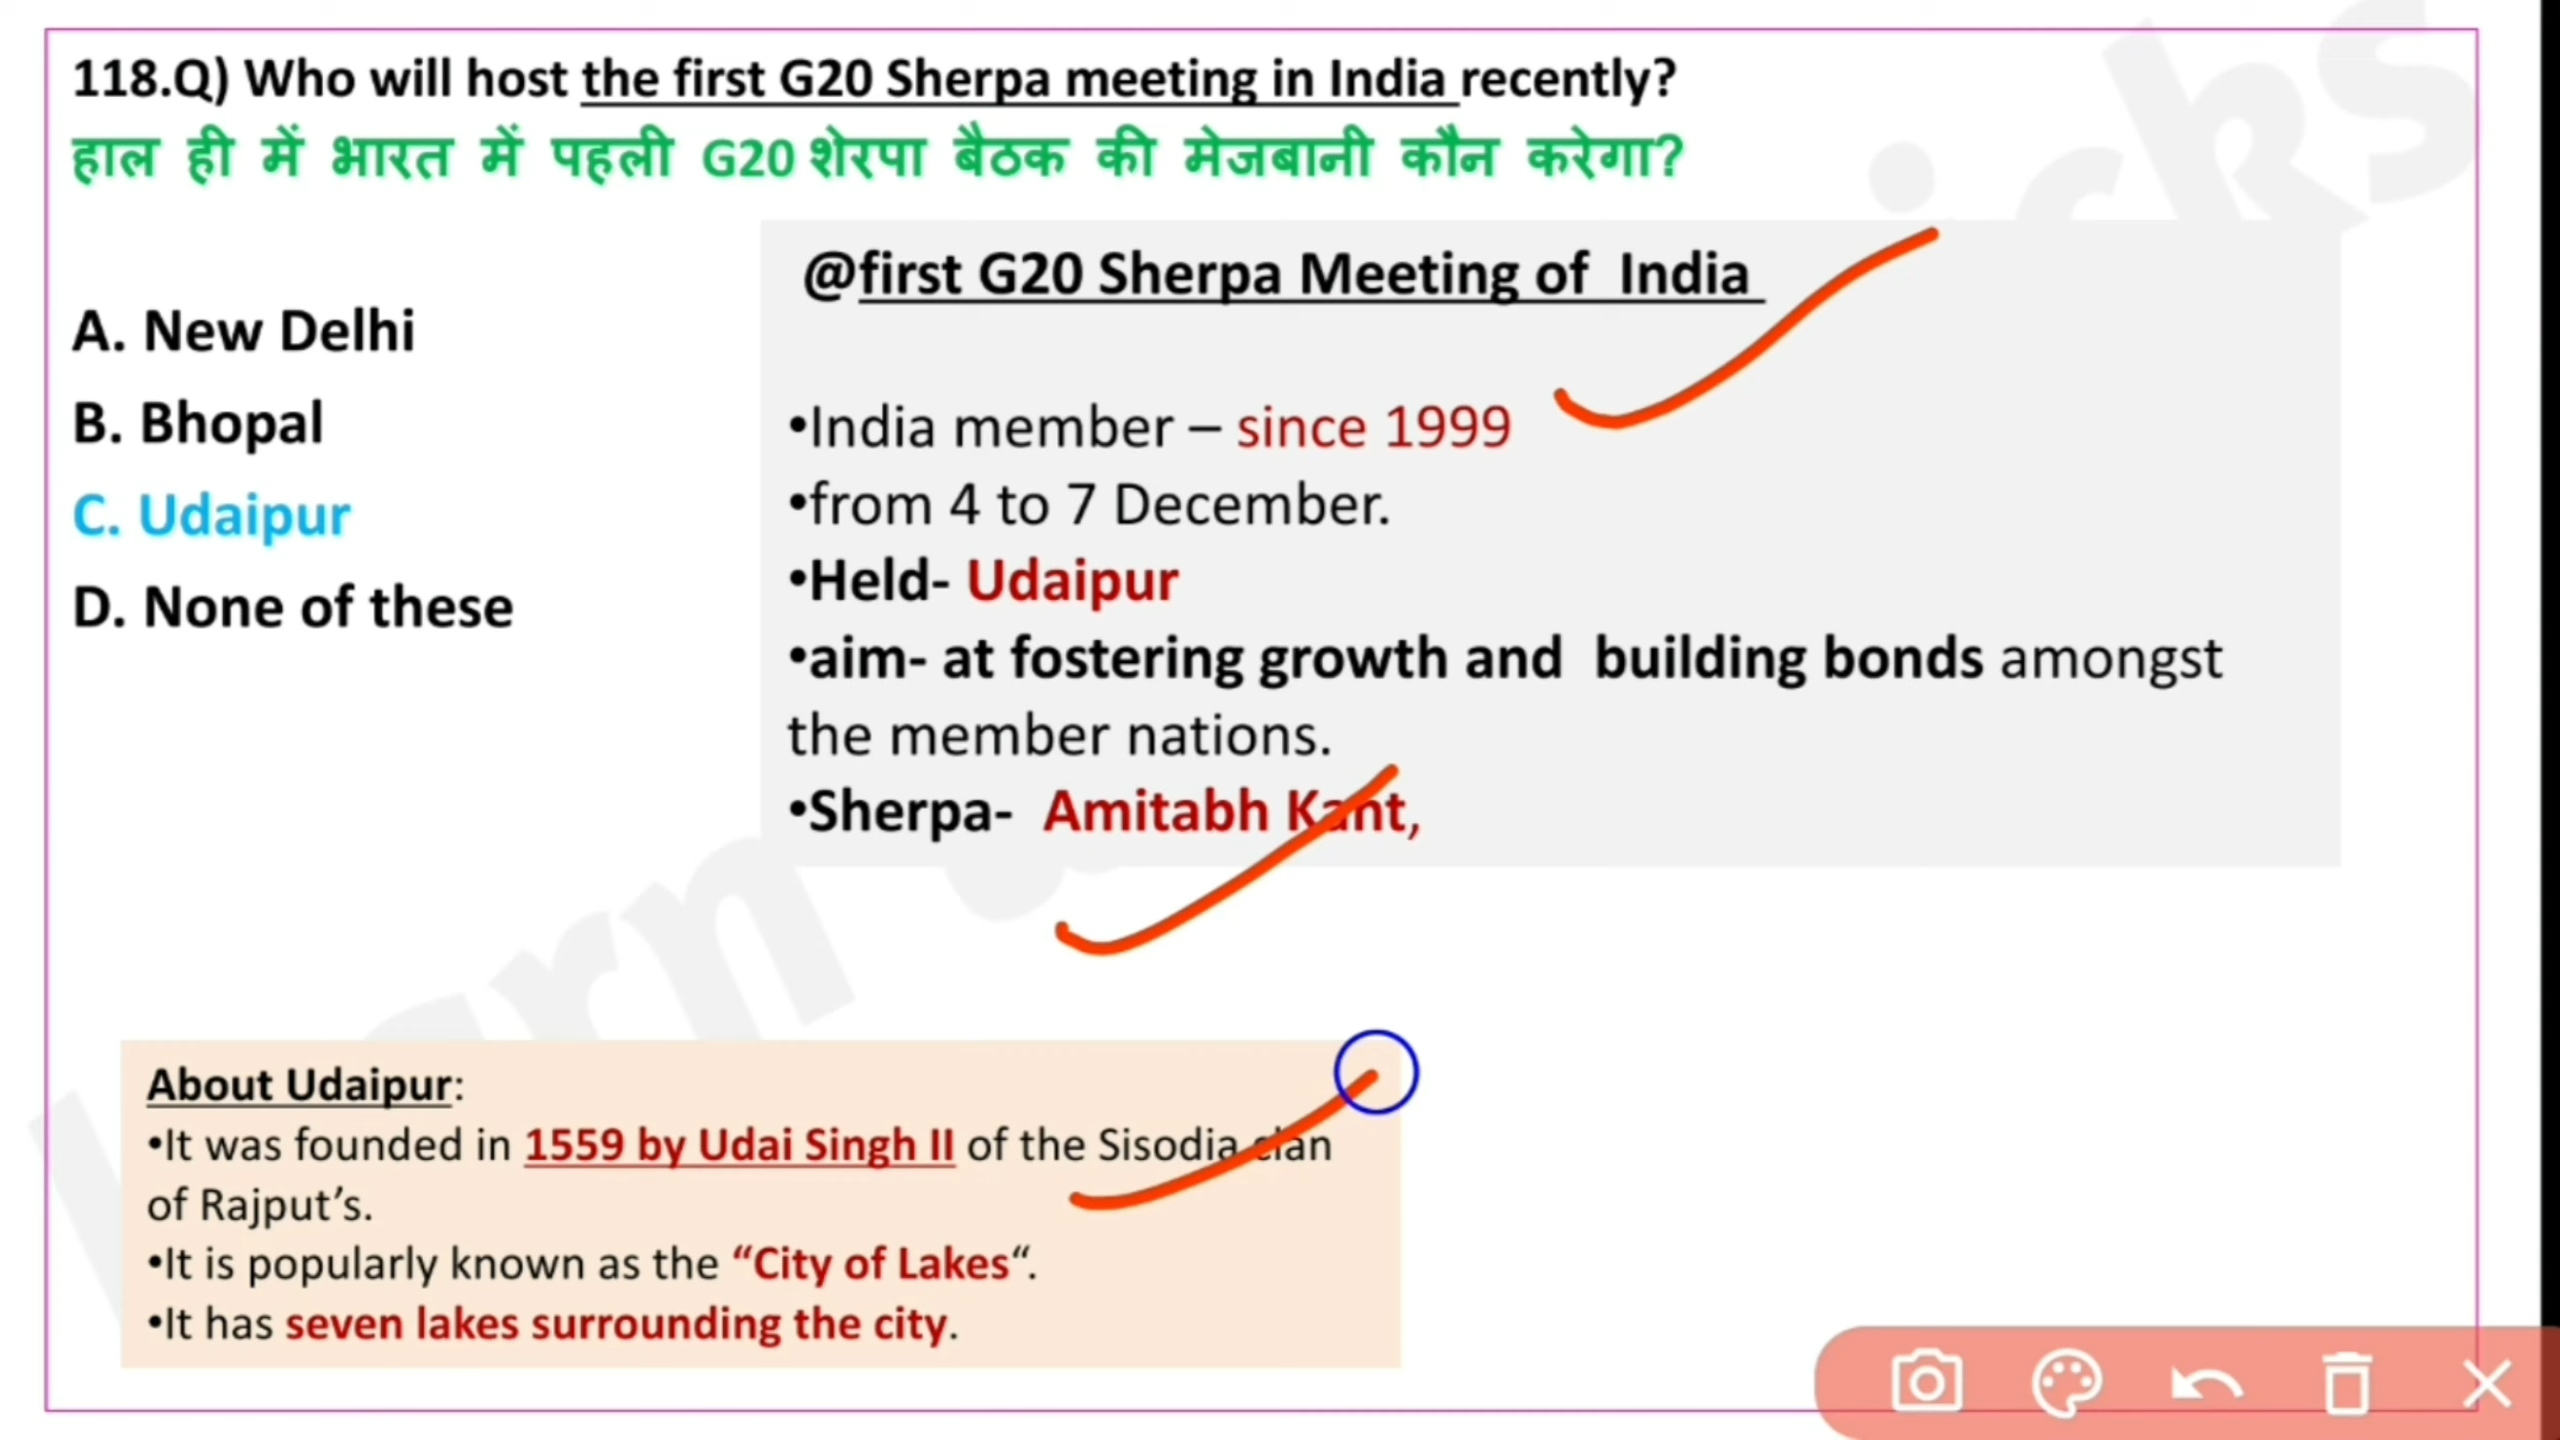 118.Q) Who will host the first G20 Sherpa meeting in India recently?
हाल ही में भारत में पहली G20 शेरपा बैठक की मेजबानी कौन करेगा?
A. New Delhi
B. Bhopal
C. Udaipur
D. None of these
@first G20 Sherpa Meeting of India
•India member – since 1999
•from 4 to 7 December.
•Held- Udaipur
•aim- at fostering growth and building bonds amongst
the member nations.
•Sherpa- Amitabh Kant,
About Udaipur:
•It was founded in 1559 by Udai Singh II of the Sisodia clan
of Rajput’s.
•It is popularly known as the “City of Lakes“.
•It has seven lakes surrounding the city.